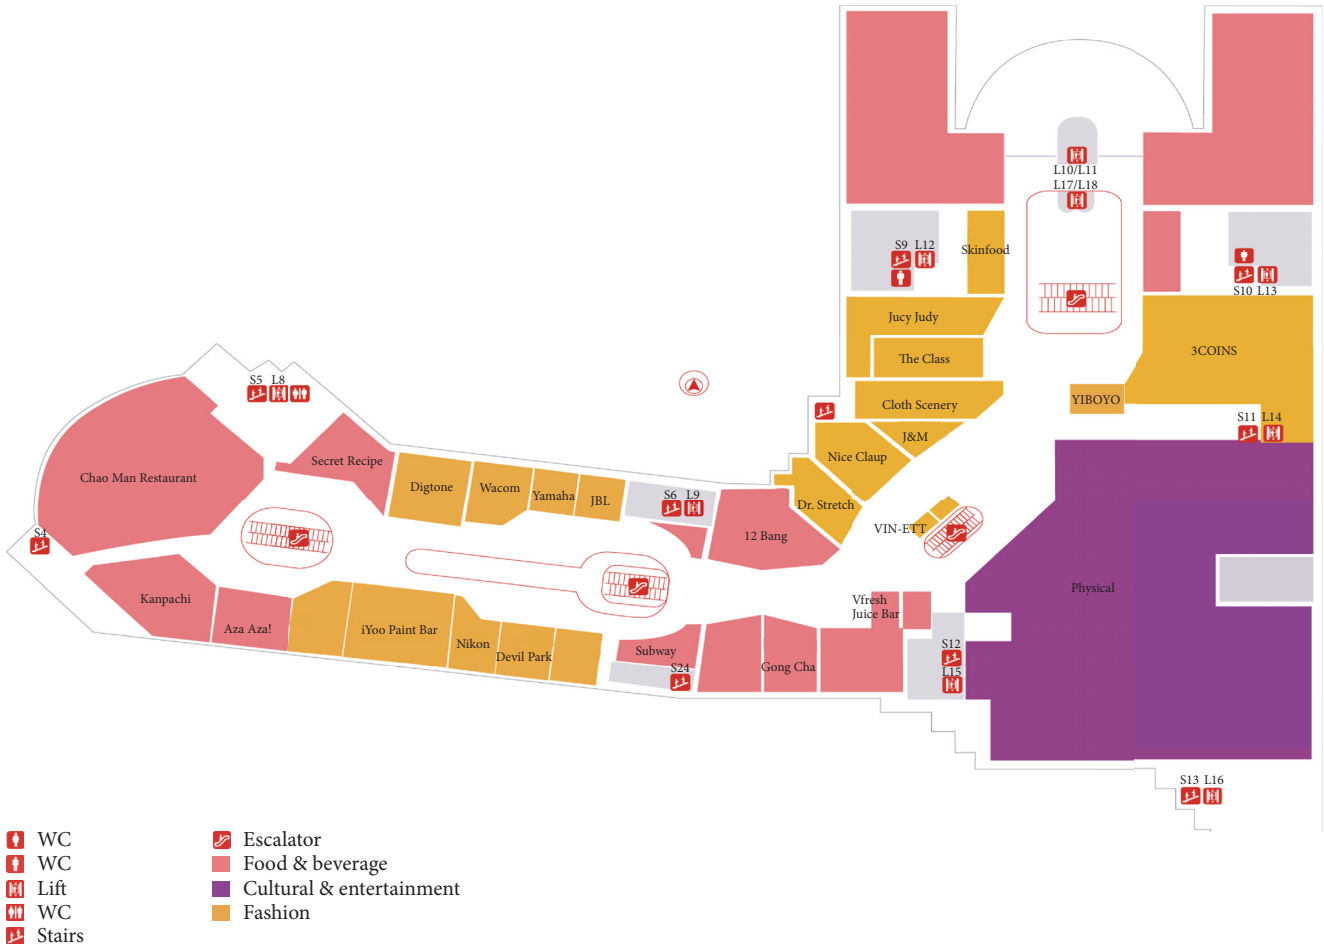 L10/L11
L17/L18
S9 L12
Skinfood
S10 L13
Jucy Judy
The Class
3COINS
Cloth Scenery
YIBOYO
S11 L14
J&M
Nice Claup
S5 L8
Secret Recipe
Chao Man Restaurant
Digtone
Wacom
Yamaha
JBL
S6 L9
Dr. Stretch
12 Bang
VIN-ETT
S4
Kanpachi
Aza Aza!
iYoo Paint Bar
Nikon
Devil Park
Subway
S24
Gong Cha
Vfresh
Juice Bar
Physical
S12
L15
S13 L16
WC
WC
Lift
WC
Stairs
Escalator
Food & beverage
Cultural & entertainment
Fashion